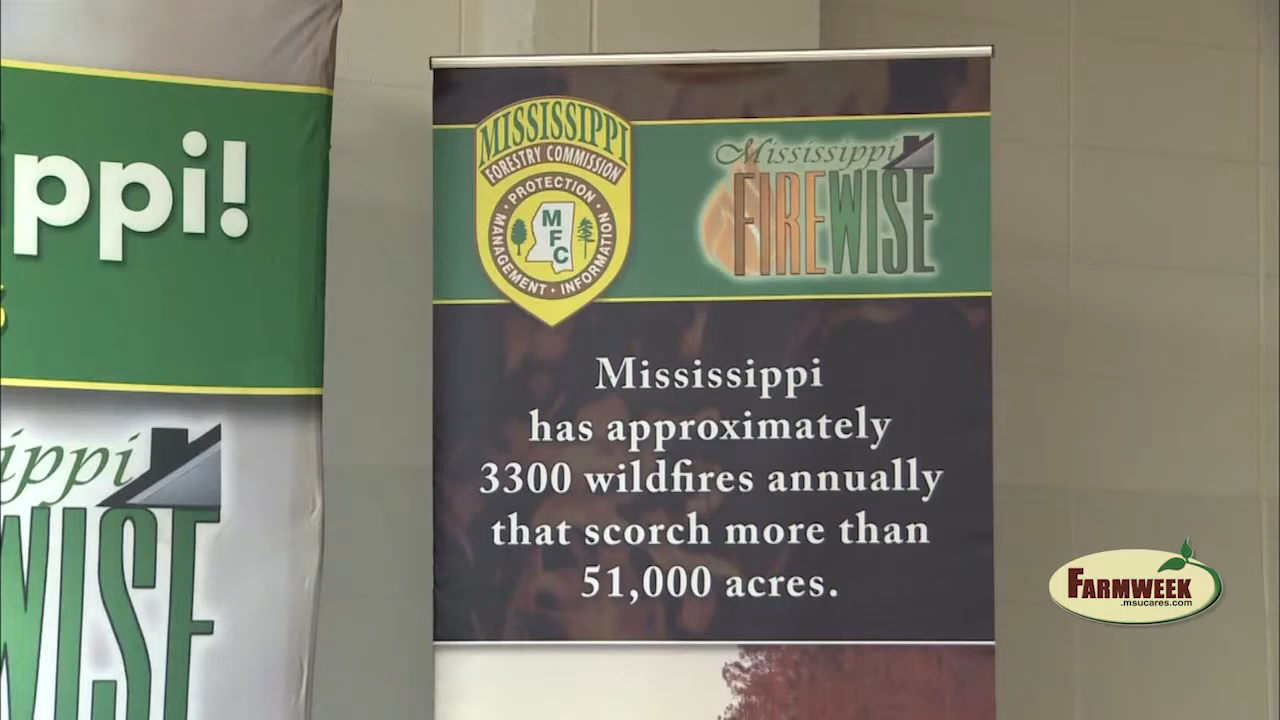 ppi!
ippi
WISE
MISSISSIPPI
FORESTRY COMMISSION
PROTECTION
MANAGEMENT · INFORMATION
M
F
C
Mississippi
FIREWISE
Mississippi
has approximately
3300 wildfires annually
that scorch more than
51,000 acres.
FARMWEEK
.msucares.com